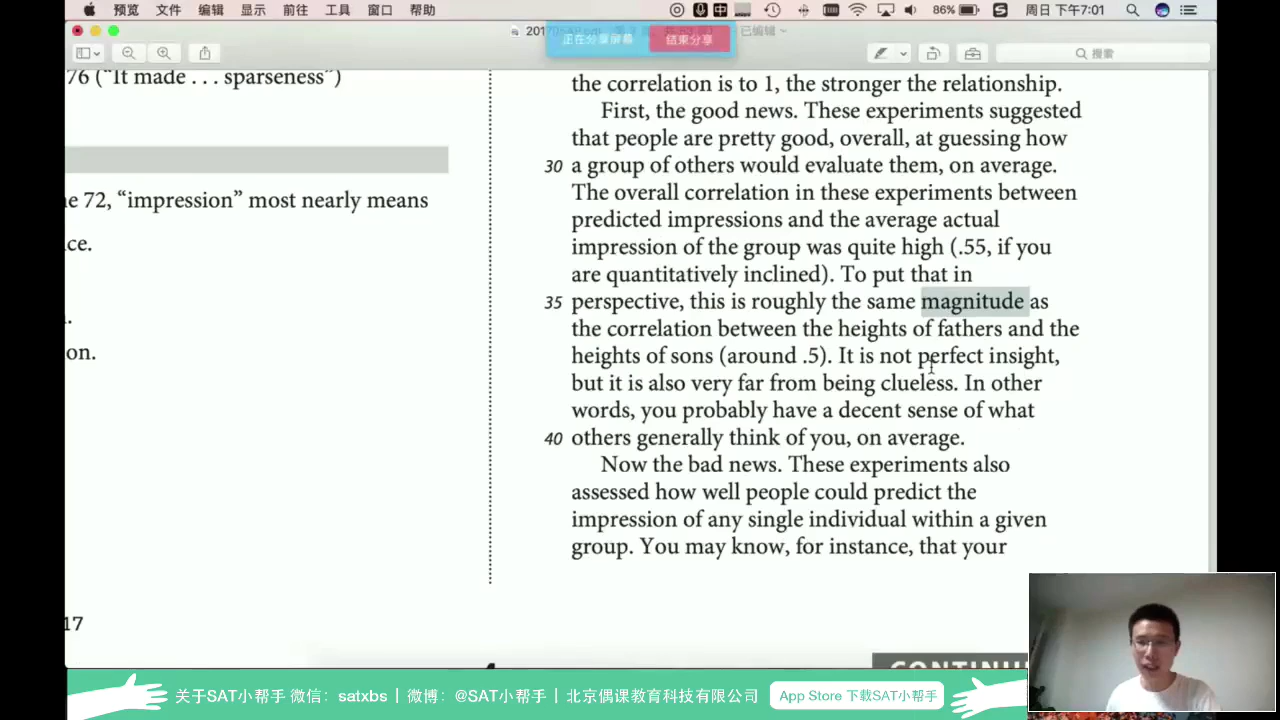 预览 文件 编辑 显示 前往 工具 窗口 帮助
中 86% S 周日 下午7:01
正在分享屏幕 结束分享
已编辑
搜索
76 (“It made . . . sparseness”)
72, “impression” most nearly means
ce.
on.
17
the correlation is to 1, the stronger the relationship.
First, the good news. These experiments suggested
that people are pretty good, overall, at guessing how
30 a group of others would evaluate them, on average.
The overall correlation in these experiments between
predicted impressions and the average actual
impression of the group was quite high (.55, if you
are quantitatively inclined). To put that in
35 perspective, this is roughly the same magnitude as
the correlation between the heights of fathers and the
heights of sons (around .5). It is not perfect insight,
but it is also very far from being clueless. In other
words, you probably have a decent sense of what
40 others generally think of you, on average.
Now the bad news. These experiments also
assessed how well people could predict the
impression of any single individual within a given
group. You may know, for instance, that your
关于SAT小帮手 微信：satxbs | 微博：@SAT小帮手 | 北京偶课教育科技有限公司 App Store 下载SAT小帮手